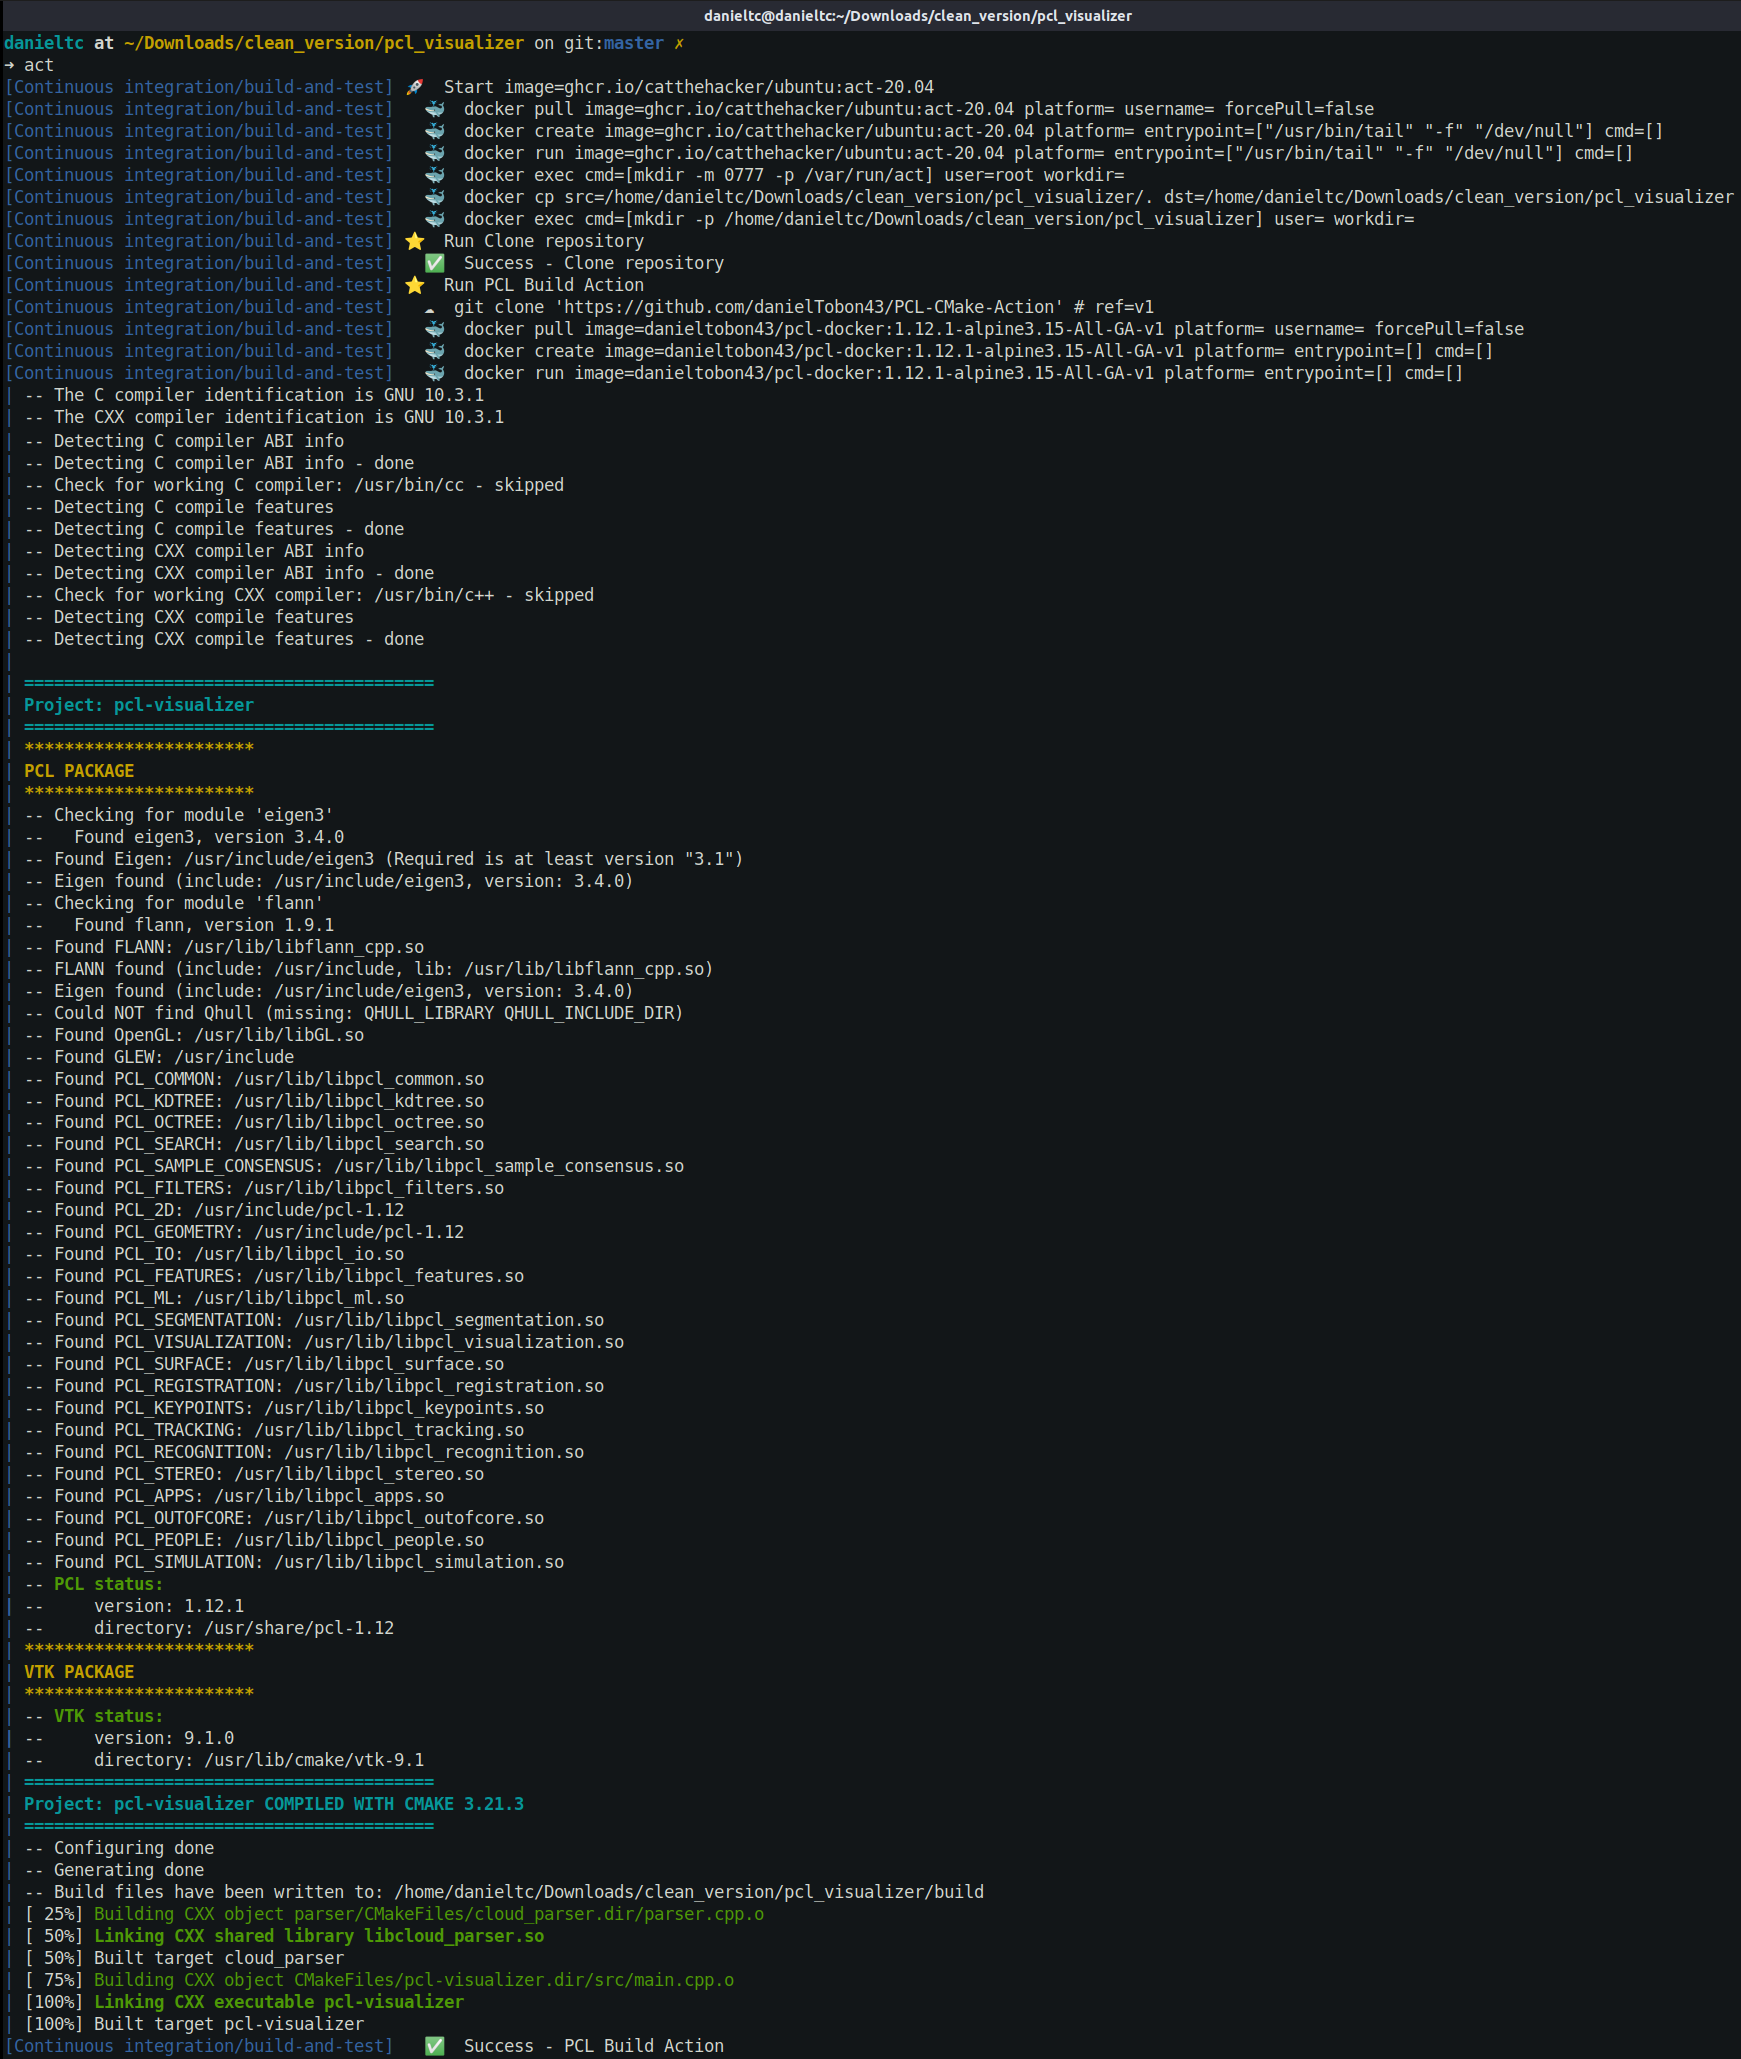 danieltc@danieltc:~/Downloads/clean_version/pcl_visualizer
danieltc at ~/Downloads/clean_version/pcl_visualizer on git:master ✗
➜ act
[Continuous integration/build-and-test] 🚀  Start image=ghcr.io/catthehacker/ubuntu:act-20.04
[Continuous integration/build-and-test]   🐳  docker pull image=ghcr.io/catthehacker/ubuntu:act-20.04 platform= username= forcePull=false
[Continuous integration/build-and-test]   🐳  docker create image=ghcr.io/catthehacker/ubuntu:act-20.04 platform= entrypoint=["/usr/bin/tail" "-f" "/dev/null"] cmd=[]
[Continuous integration/build-and-test]   🐳  docker run image=ghcr.io/catthehacker/ubuntu:act-20.04 platform= entrypoint=["/usr/bin/tail" "-f" "/dev/null"] cmd=[]
[Continuous integration/build-and-test]   🐳  docker exec cmd=[mkdir -m 0777 -p /var/run/act] user=root workdir=
[Continuous integration/build-and-test]   🐳  docker cp src=/home/danieltc/Downloads/clean_version/pcl_visualizer/. dst=/home/danieltc/Downloads/clean_version/pcl_visualizer
[Continuous integration/build-and-test]   🐳  docker exec cmd=[mkdir -p /home/danieltc/Downloads/clean_version/pcl_visualizer] user= workdir=
[Continuous integration/build-and-test] ⭐  Run Clone repository
[Continuous integration/build-and-test]   ✅  Success - Clone repository
[Continuous integration/build-and-test] ⭐  Run PCL Build Action
[Continuous integration/build-and-test]   ☁  git clone 'https://github.com/danielTobon43/PCL-CMake-Action' # ref=v1
[Continuous integration/build-and-test]   🐳  docker pull image=danieltobon43/pcl-docker:1.12.1-alpine3.15-All-GA-v1 platform= username= forcePull=false
[Continuous integration/build-and-test]   🐳  docker create image=danieltobon43/pcl-docker:1.12.1-alpine3.15-All-GA-v1 platform= entrypoint=[] cmd=[]
[Continuous integration/build-and-test]   🐳  docker run image=danieltobon43/pcl-docker:1.12.1-alpine3.15-All-GA-v1 platform= entrypoint=[] cmd=[]
| -- The C compiler identification is GNU 10.3.1
| -- The CXX compiler identification is GNU 10.3.1
| -- Detecting C compiler ABI info
| -- Detecting C compiler ABI info - done
| -- Check for working C compiler: /usr/bin/cc - skipped
| -- Detecting C compile features
| -- Detecting C compile features - done
| -- Detecting CXX compiler ABI info
| -- Detecting CXX compiler ABI info - done
| -- Check for working CXX compiler: /usr/bin/c++ - skipped
| -- Detecting CXX compile features
| -- Detecting CXX compile features - done
|
| =========================================
| Project: pcl-visualizer
| =========================================
| ***********************
| PCL PACKAGE
| ***********************
| -- Checking for module 'eigen3'
| --   Found eigen3, version 3.4.0
| -- Found Eigen: /usr/include/eigen3 (Required is at least version "3.1")
| -- Eigen found (include: /usr/include/eigen3, version: 3.4.0)
| -- Checking for module 'flann'
| --   Found flann, version 1.9.1
| -- Found FLANN: /usr/lib/libflann_cpp.so
| -- FLANN found (include: /usr/include, lib: /usr/lib/libflann_cpp.so)
| -- Eigen found (include: /usr/include/eigen3, version: 3.4.0)
| -- Could NOT find Qhull (missing: QHULL_LIBRARY QHULL_INCLUDE_DIR)
| -- Found OpenGL: /usr/lib/libGL.so
| -- Found GLEW: /usr/include
| -- Found PCL_COMMON: /usr/lib/libpcl_common.so
| -- Found PCL_KDTREE: /usr/lib/libpcl_kdtree.so
| -- Found PCL_OCTREE: /usr/lib/libpcl_octree.so
| -- Found PCL_SEARCH: /usr/lib/libpcl_search.so
| -- Found PCL_SAMPLE_CONSENSUS: /usr/lib/libpcl_sample_consensus.so
| -- Found PCL_FILTERS: /usr/lib/libpcl_filters.so
| -- Found PCL_2D: /usr/include/pcl-1.12
| -- Found PCL_GEOMETRY: /usr/include/pcl-1.12
| -- Found PCL_IO: /usr/lib/libpcl_io.so
| -- Found PCL_FEATURES: /usr/lib/libpcl_features.so
| -- Found PCL_ML: /usr/lib/libpcl_ml.so
| -- Found PCL_SEGMENTATION: /usr/lib/libpcl_segmentation.so
| -- Found PCL_VISUALIZATION: /usr/lib/libpcl_visualization.so
| -- Found PCL_SURFACE: /usr/lib/libpcl_surface.so
| -- Found PCL_REGISTRATION: /usr/lib/libpcl_registration.so
| -- Found PCL_KEYPOINTS: /usr/lib/libpcl_keypoints.so
| -- Found PCL_TRACKING: /usr/lib/libpcl_tracking.so
| -- Found PCL_RECOGNITION: /usr/lib/libpcl_recognition.so
| -- Found PCL_STEREO: /usr/lib/libpcl_stereo.so
| -- Found PCL_APPS: /usr/lib/libpcl_apps.so
| -- Found PCL_OUTOFCORE: /usr/lib/libpcl_outofcore.so
| -- Found PCL_PEOPLE: /usr/lib/libpcl_people.so
| -- Found PCL_SIMULATION: /usr/lib/libpcl_simulation.so
| -- PCL status:
| --     version: 1.12.1
| --     directory: /usr/share/pcl-1.12
| ***********************
| VTK PACKAGE
| ***********************
| -- VTK status:
| --     version: 9.1.0
| --     directory: /usr/lib/cmake/vtk-9.1
| =========================================
| Project: pcl-visualizer COMPILED WITH CMAKE 3.21.3
| =========================================
| -- Configuring done
| -- Generating done
| -- Build files have been written to: /home/danieltc/Downloads/clean_version/pcl_visualizer/build
| [ 25%] Building CXX object parser/CMakeFiles/cloud_parser.dir/parser.cpp.o
| [ 50%] Linking CXX shared library libcloud_parser.so
| [ 50%] Built target cloud_parser
| [ 75%] Building CXX object CMakeFiles/pcl-visualizer.dir/src/main.cpp.o
| [100%] Linking CXX executable pcl-visualizer
| [100%] Built target pcl-visualizer
[Continuous integration/build-and-test]   ✅  Success - PCL Build Action